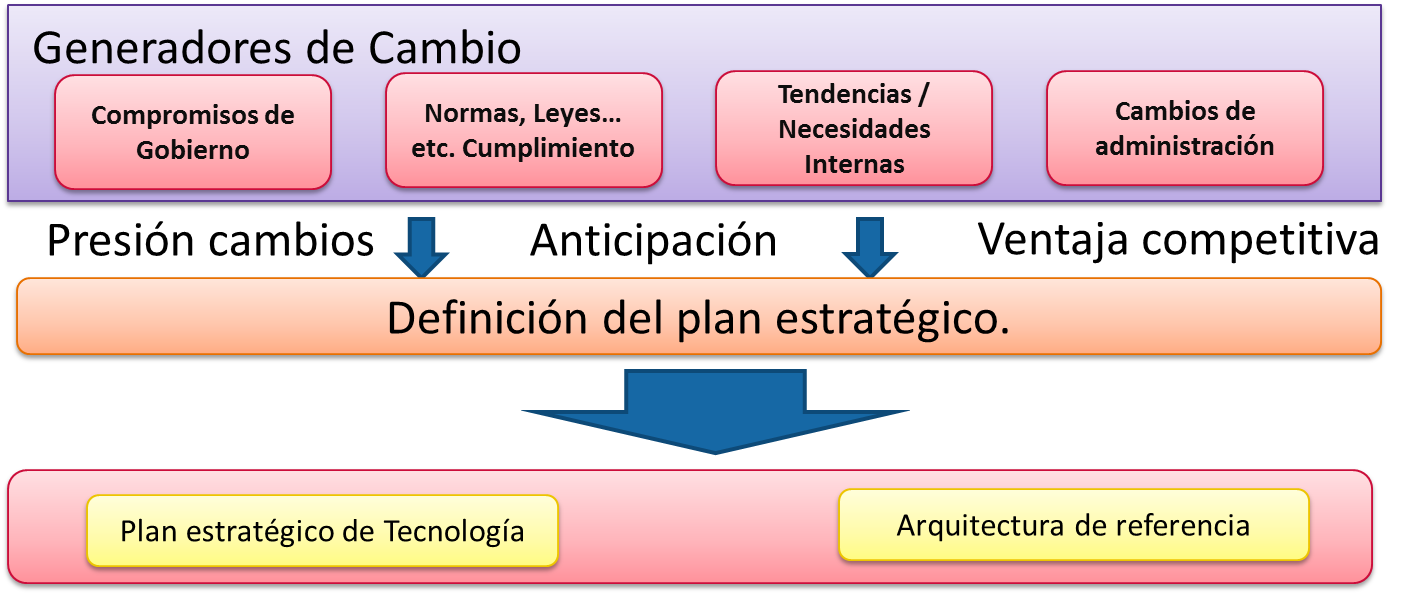 Generadores de Cambio
Compromisos de
Gobierno
Normas, Leyes...
etc. Cumplimiento
Tendencias /
Necesidades
Internas
Cambios de
administración
Presión cambios
Anticipación
Ventaja competitiva
Definición del plan estratégico.
Plan estratégico de Tecnología
Arquitectura de referencia